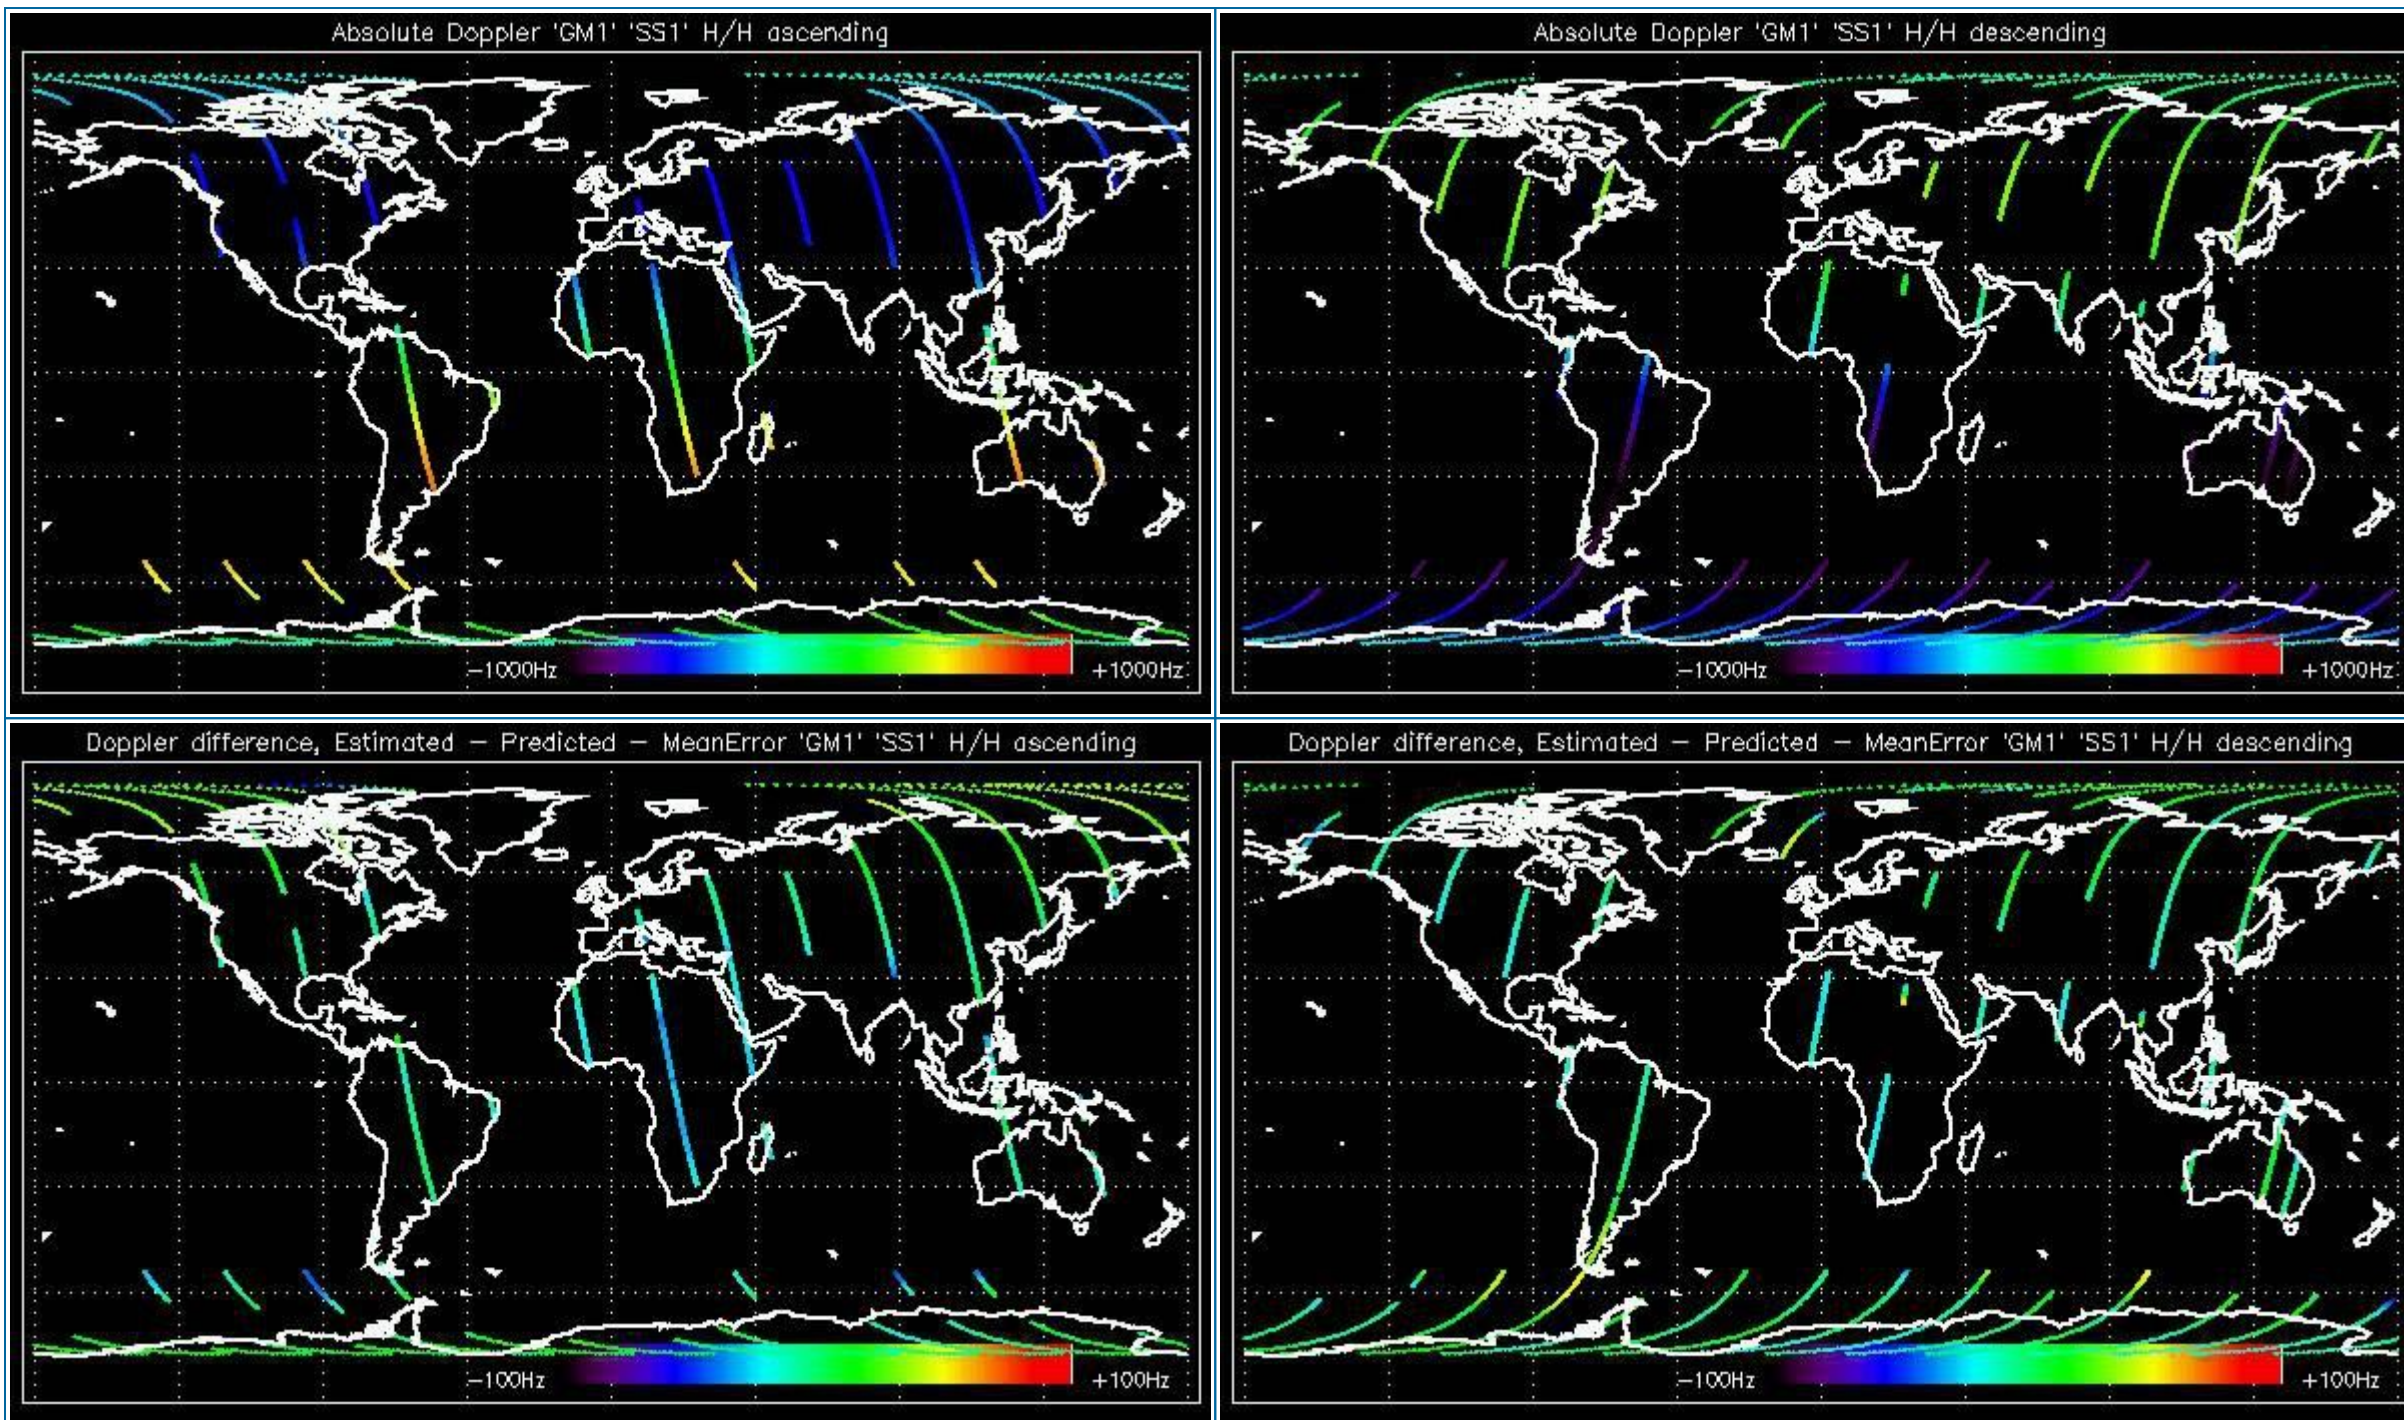 Absolute Doppler 'GM1' 'SS1' H/H ascending
−1000Hz
+1000Hz
Absolute Doppler 'GM1' 'SS1' H/H descending
−1000Hz
+1000Hz
Doppler difference, Estimated − Predicted − MeanError 'GM1' 'SS1' H/H ascending
−100Hz
+100Hz
Doppler difference, Estimated − Predicted − MeanError 'GM1' 'SS1' H/H descending
−100Hz
+100Hz